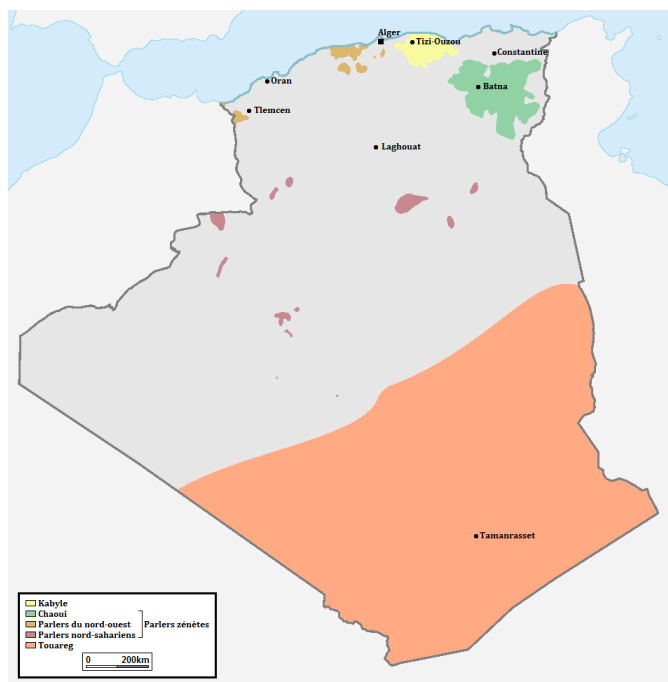 Alger
Tizi-Ouzou
Constantine
Oran
Batna
Tlemcen
Laghouat
Tamanrasset
Kabyle
Chaoui
Parlers du nord-ouest
Parlers zénètes
Parlers nord-sahariens
Touareg
0 200km